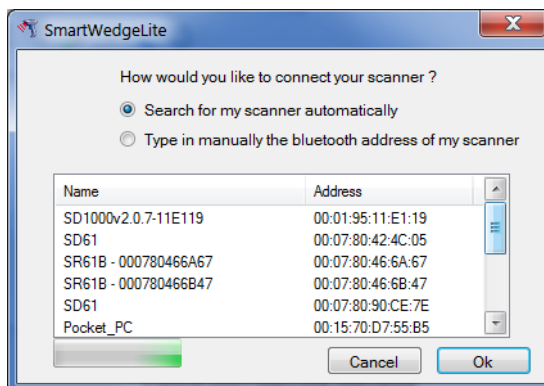 SmartWedgeLite
How would you like to connect your scanner ?
Search for my scanner automatically
Type in manually the bluetooth address of my scanner
Name Address
SD1000v2.0.7-11E119 00:01:95:11:E1:19
SD61 00:07:80:42:4C:05
SR61B - 000780466A67 00:07:80:46:6A:67
SR61B - 000780466B47 00:07:80:46:6B:47
SD61 00:07:80:90:CE:7E
Pocket_PC 00:15:70:D7:55:B5
Cancel Ok